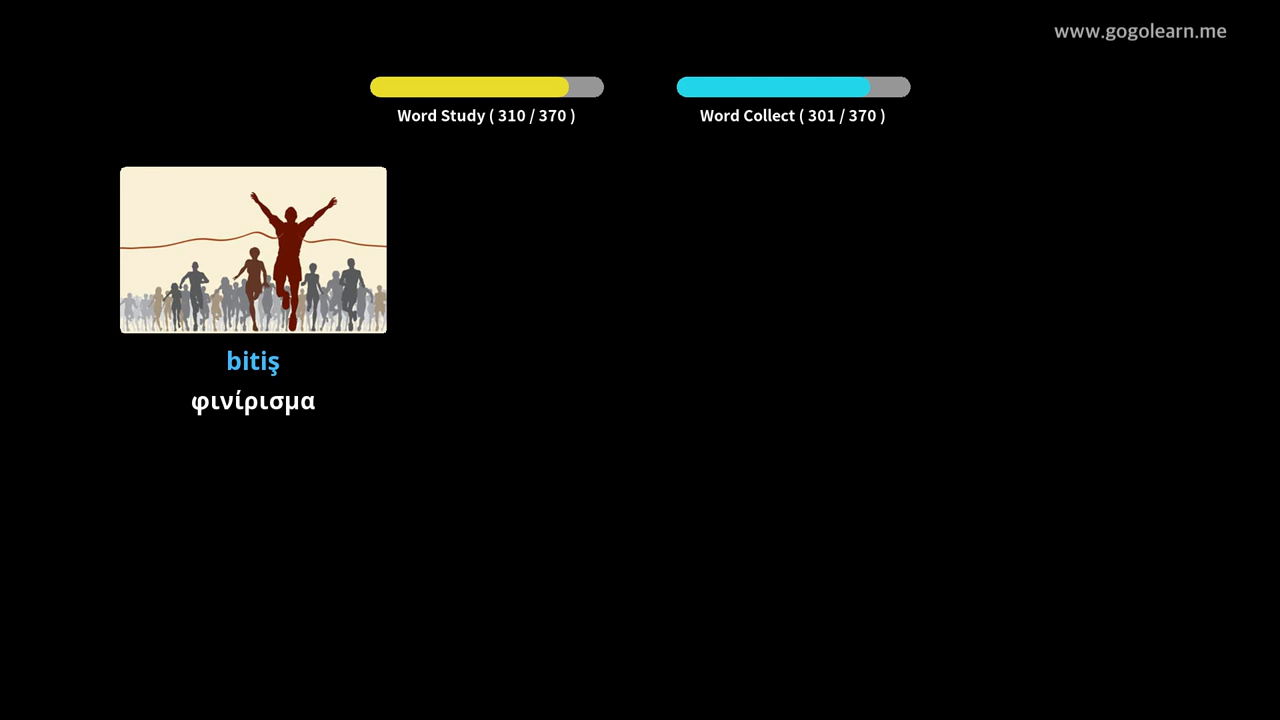 www.gogolearn.me
Word Study ( 310 / 370 )
Word Collect ( 301 / 370 )
bitiş
φινίρισμα